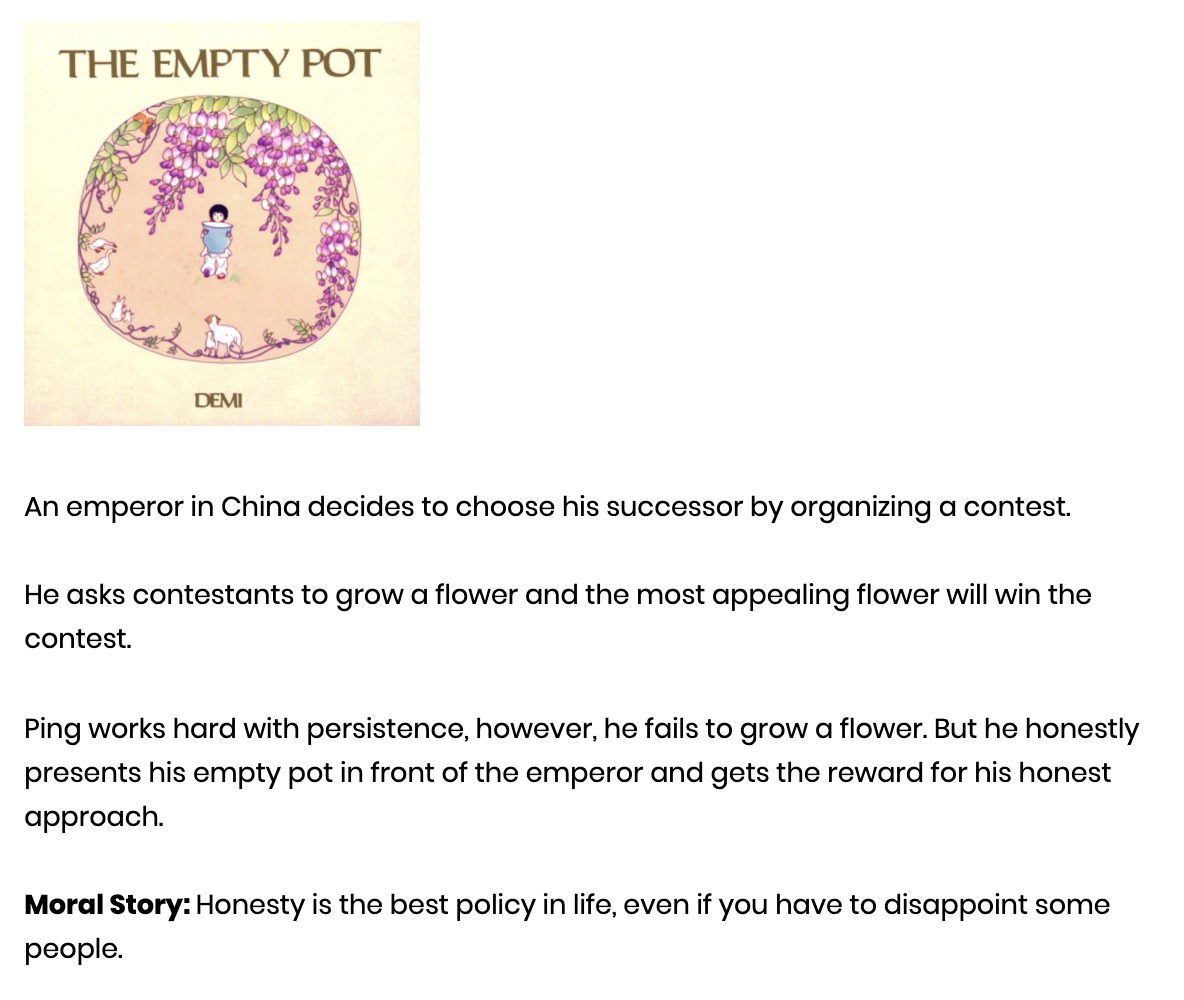 THE EMPTY POT
DEMI
An emperor in China decides to choose his successor by organizing a contest.
He asks contestants to grow a flower and the most appealing flower will win the
contest.
Ping works hard with persistence, however, he fails to grow a flower. But he honestly
presents his empty pot in front of the emperor and gets the reward for his honest
approach.
Moral Story: Honesty is the best policy in life, even if you have to disappoint some
people.